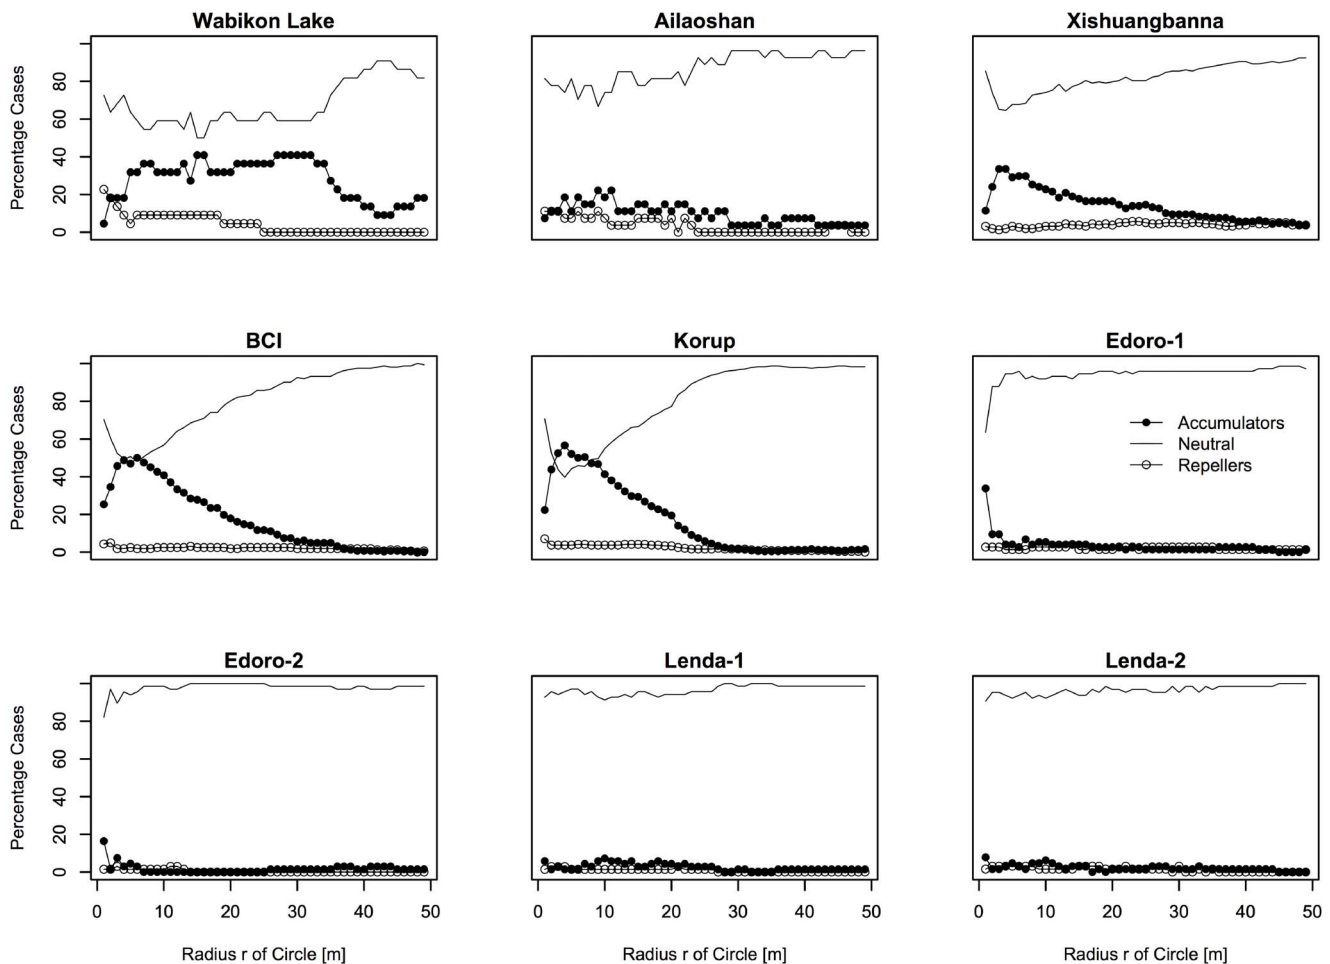 Wabikon Lake
Ailaoshan
Xishuangbanna
Percentage Cases
80
60
40
20
0
BCI
Korup
Edoro-1
Percentage Cases
80
60
40
20
0
Accumulators
Neutral
Repellers
Edoro-2
Lenda-1
Lenda-2
Percentage Cases
80
60
40
20
0
0 10 20 30 40 50
0 10 20 30 40 50
0 10 20 30 40 50
Radius r of Circle [m]
Radius r of Circle [m]
Radius r of Circle [m]